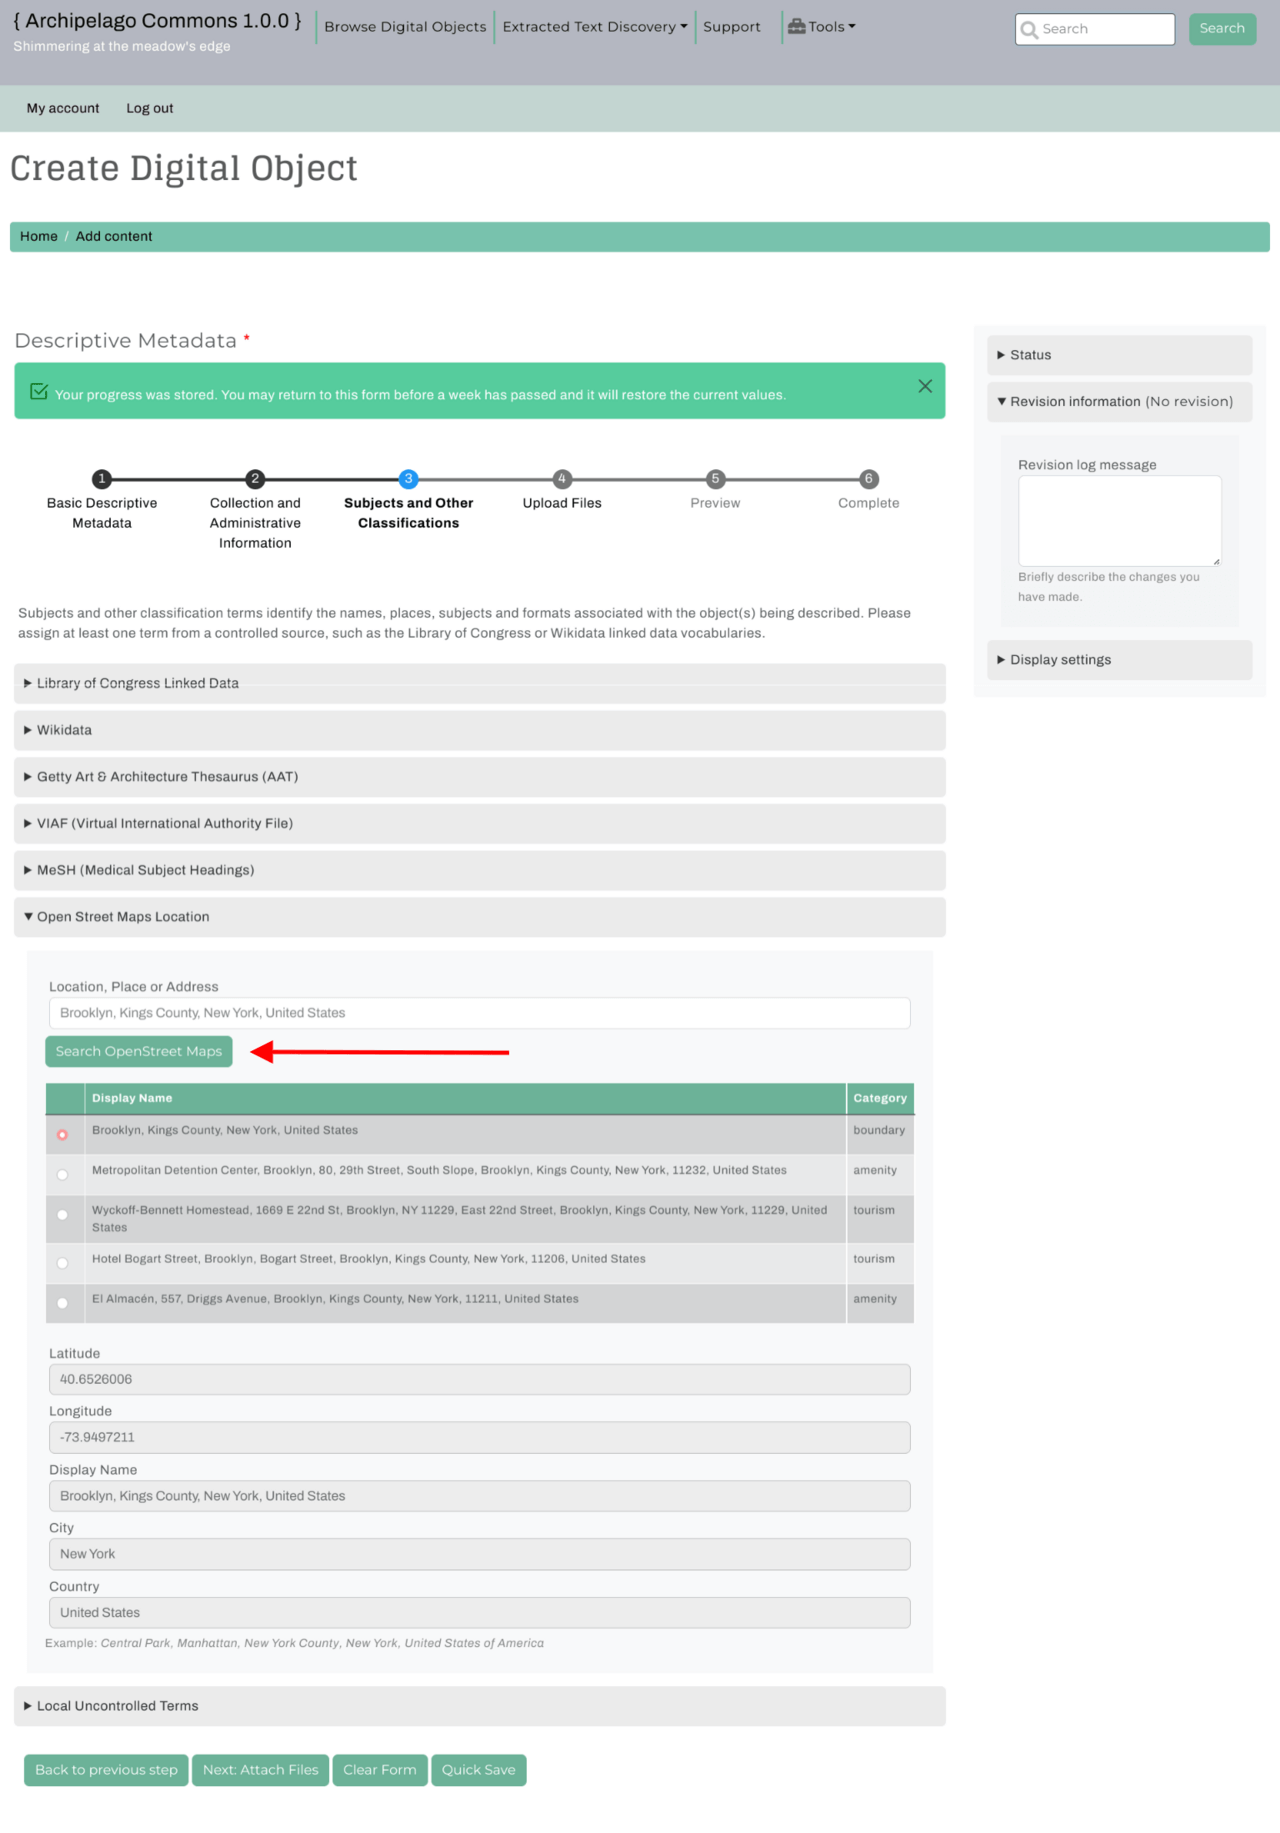 { Archipelago Commons 1.0.0 }
Shimmering at the meadow's edge
Browse Digital Objects
Extracted Text Discovery
Support
Tools
Search
Search
My account
Log out
Create Digital Object
Home / Add content
Descriptive Metadata *
Your progress was stored. You may return to this form before a week has passed and it will restore the current values.
1
Basic Descriptive
Metadata
2
Collection and
Administrative
Information
3
Subjects and Other
Classifications
4
Upload Files
5
Preview
6
Complete
Subjects and other classification terms identify the names, places, subjects and formats associated with the object(s) being described. Please
assign at least one term from a controlled source, such as the Library of Congress or Wikidata linked data vocabularies.
Library of Congress Linked Data
Wikidata
Getty Art & Architecture Thesaurus (AAT)
VIAF (Virtual International Authority File)
MeSH (Medical Subject Headings)
Open Street Maps Location
Location, Place or Address
Brooklyn, Kings County, New York, United States
Search OpenStreet Maps
Display Name
Category
Brooklyn, Kings County, New York, United States
boundary
Metropolitan Detention Center, Brooklyn, 80, 29th Street, South Slope, Brooklyn, Kings County, New York, 11232, United States
amenity
Wyckoff-Bennett Homestead, 1669 E 22nd St, Brooklyn, NY 11229, East 22nd Street, Brooklyn, Kings County, New York, 11229, United
States
tourism
Hotel Bogart Street, Brooklyn, Bogart Street, Brooklyn, Kings County, New York, 11206, United States
tourism
El Almacén, 557, Driggs Avenue, Brooklyn, Kings County, New York, 11211, United States
amenity
Latitude
40.6526006
Longitude
-73.9497211
Display Name
Brooklyn, Kings County, New York, United States
City
New York
Country
United States
Example: Central Park, Manhattan, New York County, New York, United States of America
Local Uncontrolled Terms
Back to previous step
Next: Attach Files
Clear Form
Quick Save
Status
Revision information (No revision)
Revision log message
Briefly describe the changes you
have made.
Display settings